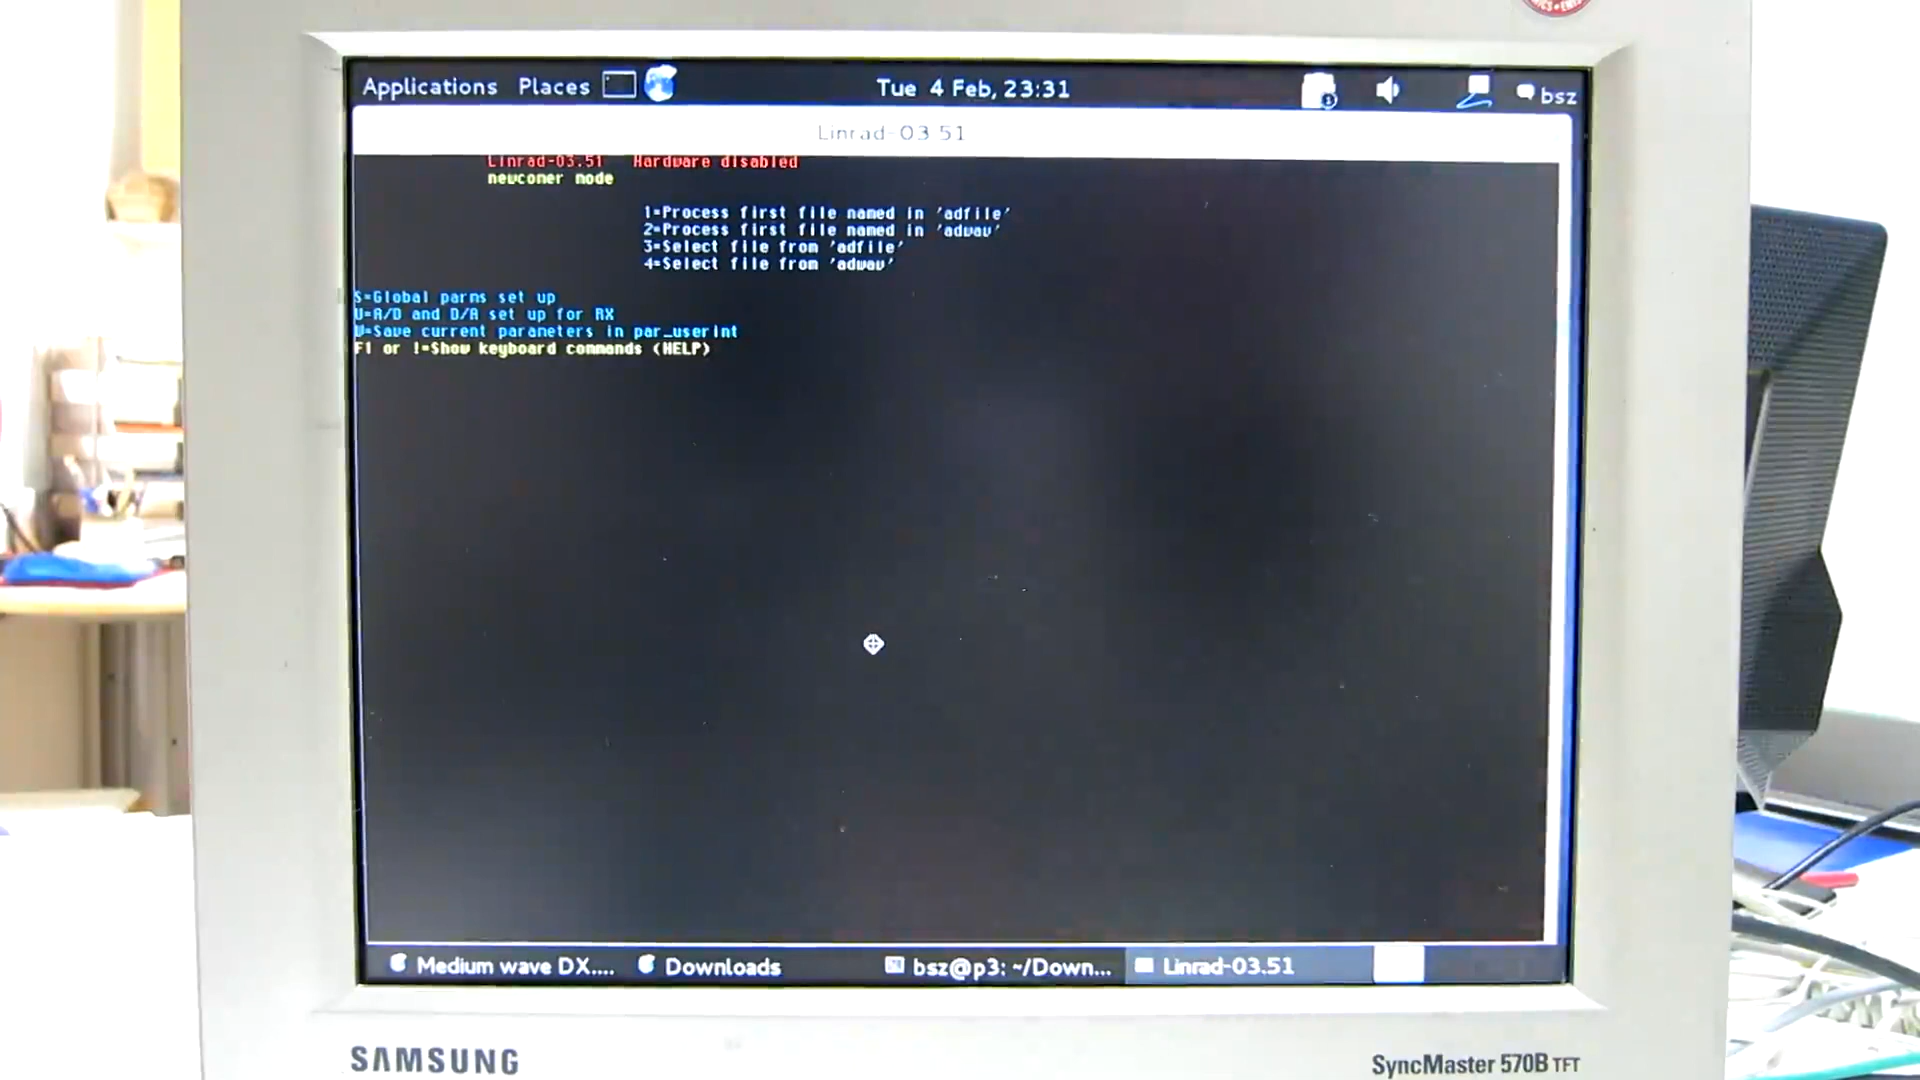 Applications Places Tue 4 Feb, 23:31 bsz
Linrad-03.51
Linrad-03.51 Hardware disabled
newcomer mode
1=Process first file named in 'adfile'
2=Process first file named in 'adwav'
3=Select file from 'adfile'
4=Select file from 'adwav'
S=Global parms set up
U=A/D and D/A set up for RX
W=Save current parameters in par_userint
F1 or !=Show keyboard commands (HELP)
Medium wave DX.... Downloads bsz@p3: ~/Down... Linrad-03.51
SAMSUNG SyncMaster 570B TFT